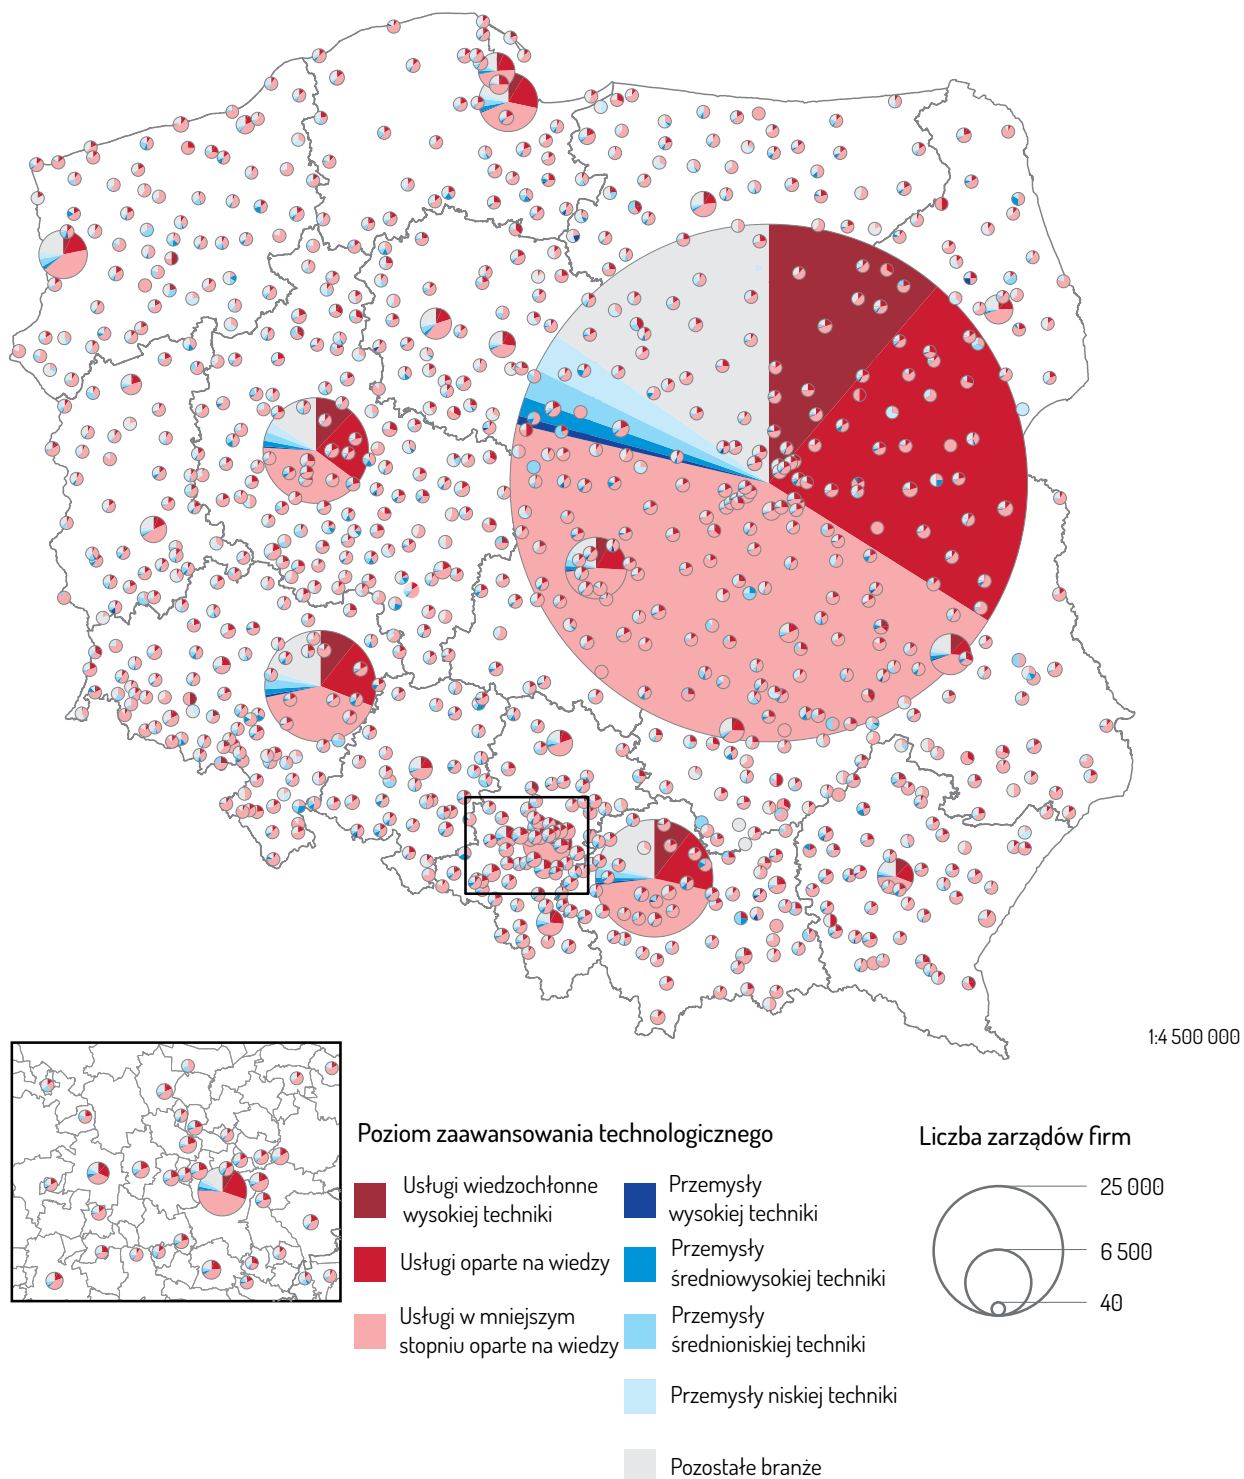 1:4 500 000
Poziom zaawansowania technologicznego
Usługi wiedzochłonne
wysokiej techniki
Usługi oparte na wiedzy
Usługi w mniejszym
stopniu oparte na wiedzy
Przemysły
wysokiej techniki
Przemysły
średniowysokiej techniki
Przemysły
średnioniskiej techniki
Przemysły niskiej techniki
Pozostałe branże
Liczba zarządów firm
25 000
6 500
40